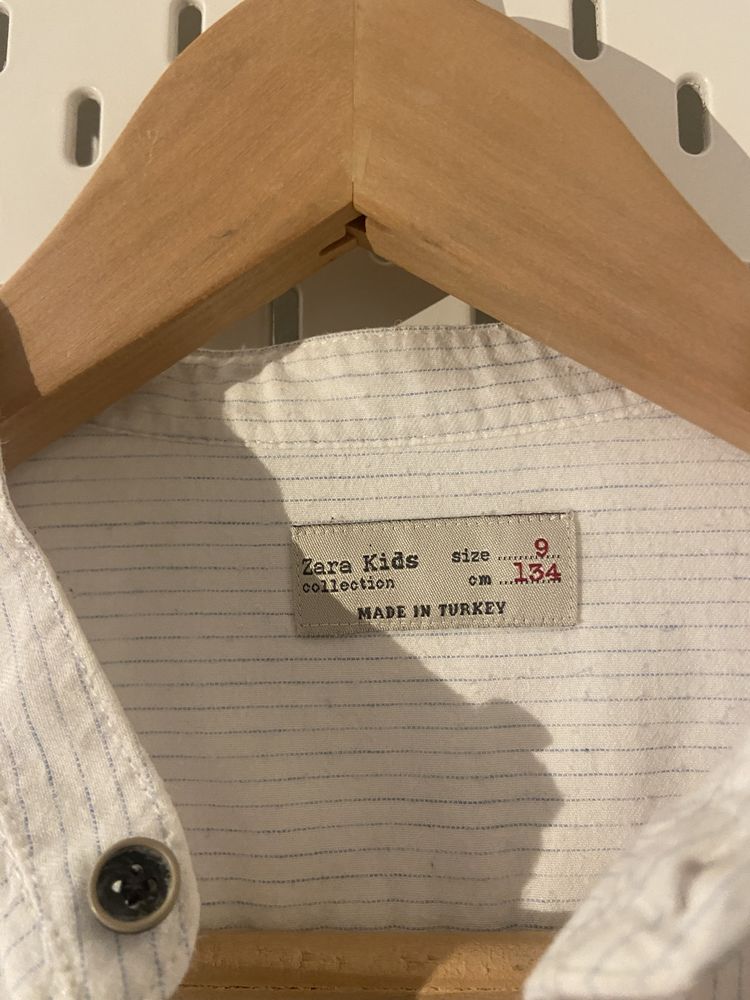 Zara Kids size ........9...
collection cm ....134
MADE IN TURKEY